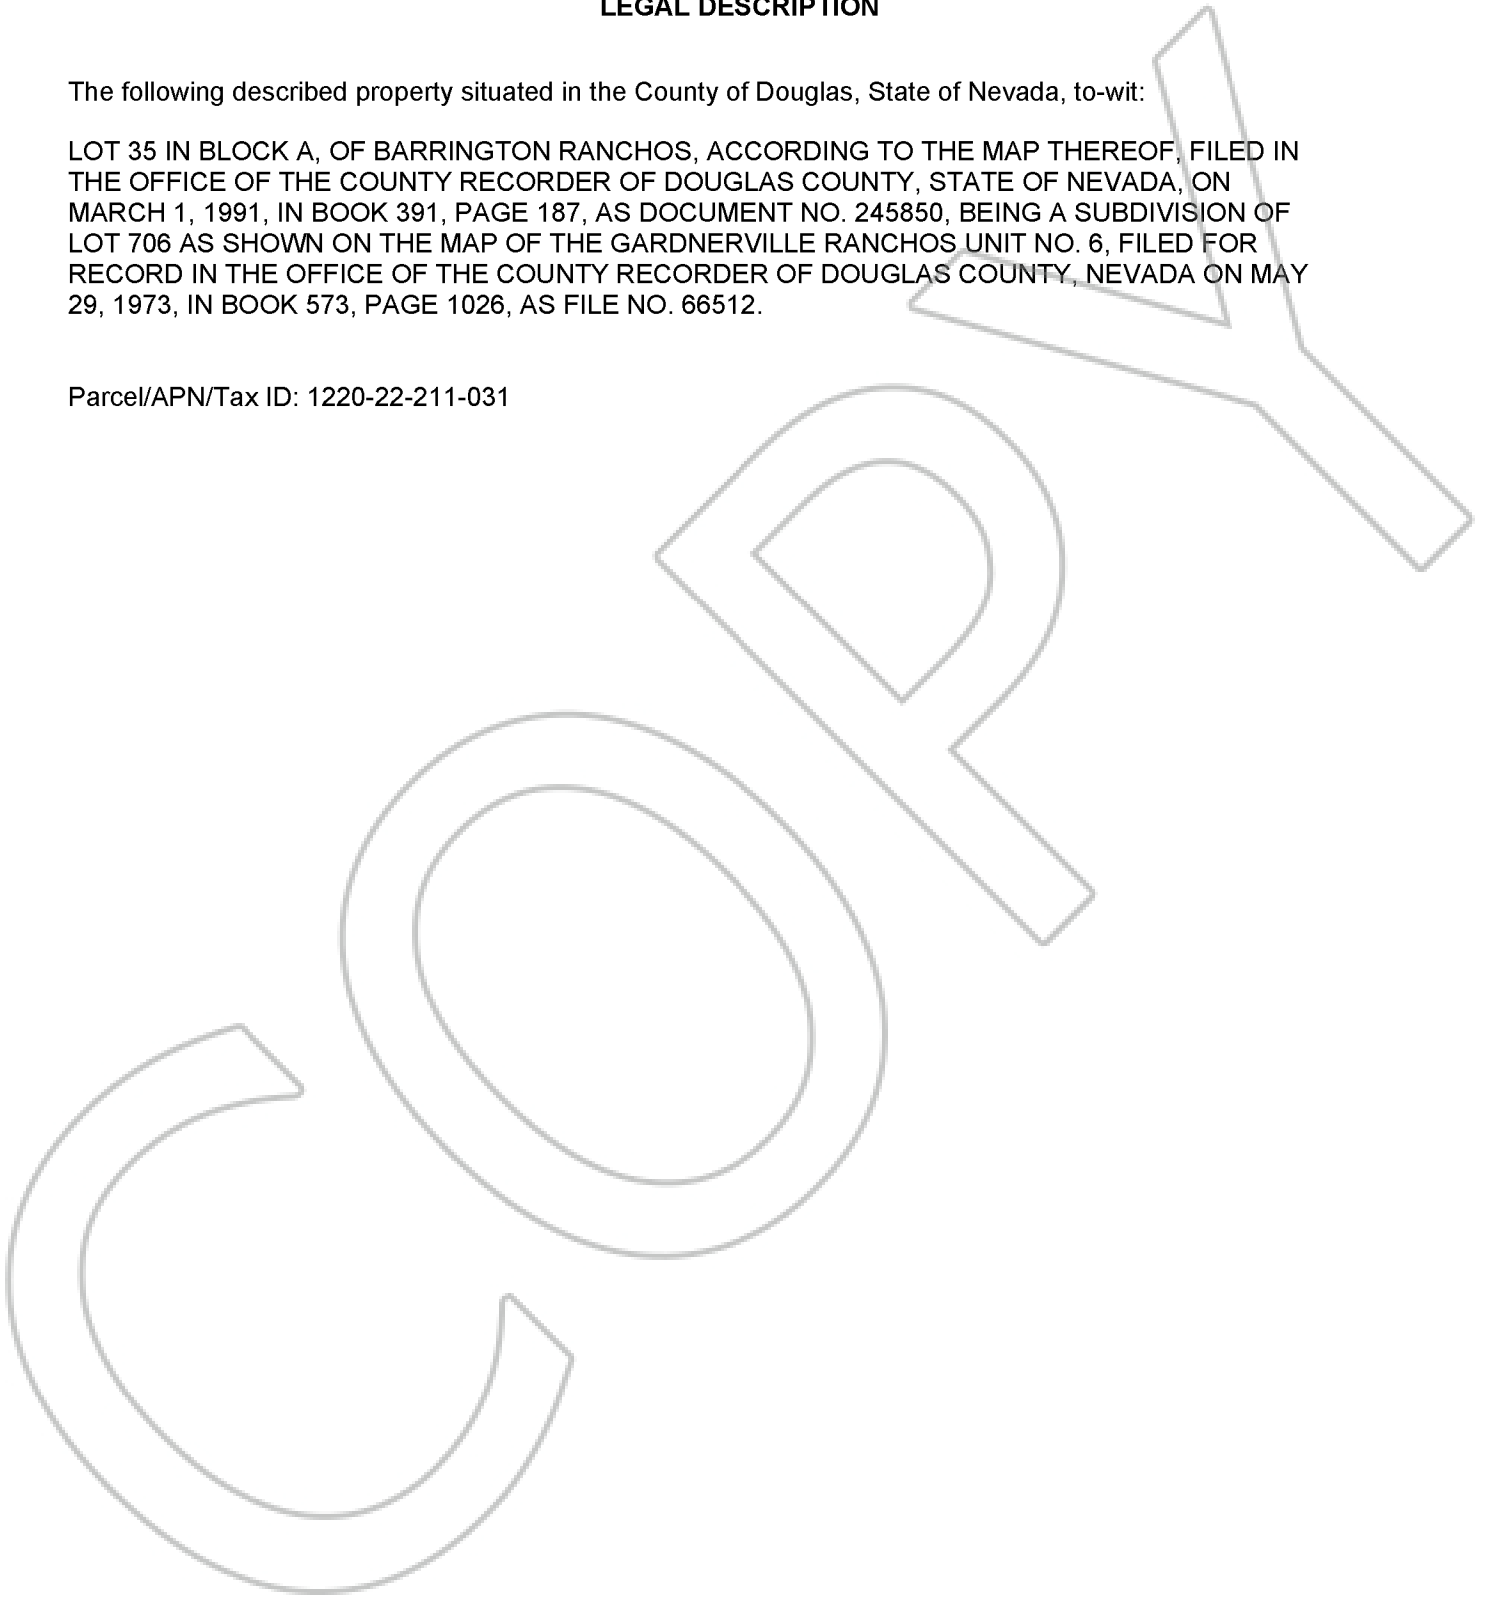 LEGAL DESCRIPTION
The following described property situated in the County of Douglas, State of Nevada, to-wit:
LOT 35 IN BLOCK A, OF BARRINGTON RANCHOS, ACCORDING TO THE MAP THEREOF, FILED IN
THE OFFICE OF THE COUNTY RECORDER OF DOUGLAS COUNTY, STATE OF NEVADA, ON
MARCH 1, 1991, IN BOOK 391, PAGE 187, AS DOCUMENT NO. 245850, BEING A SUBDIVISION OF
LOT 706 AS SHOWN ON THE MAP OF THE GARDNERVILLE RANCHOS UNIT NO. 6, FILED FOR
RECORD IN THE OFFICE OF THE COUNTY RECORDER OF DOUGLAS COUNTY, NEVADA ON MAY
29, 1973, IN BOOK 573, PAGE 1026, AS FILE NO. 66512.
Parcel/APN/Tax ID: 1220-22-211-031
COPY